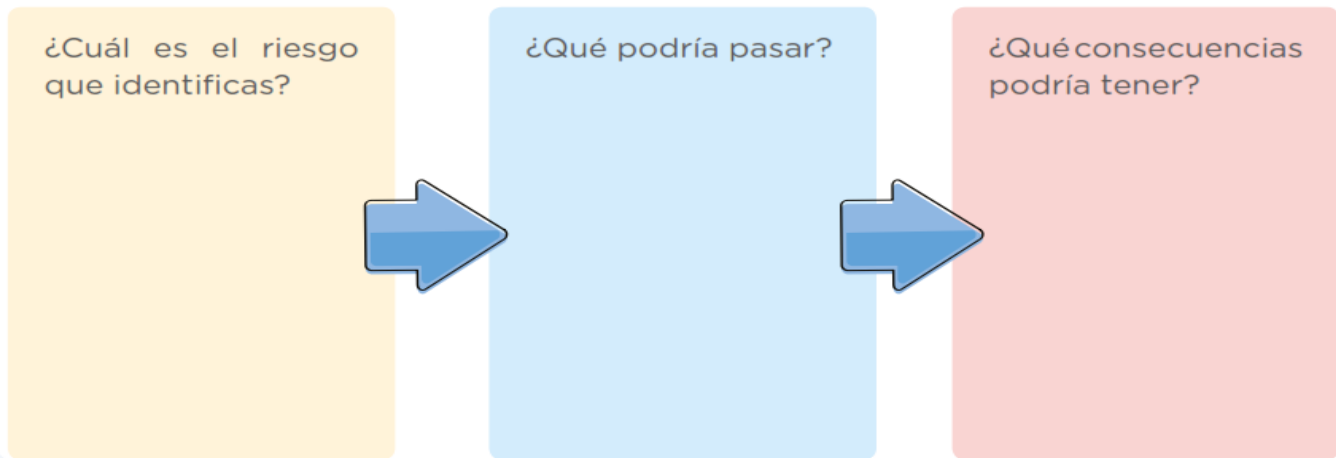 ¿Cuál es el riesgo
que identificas?
¿Qué podría pasar?
¿Qué consecuencias
podría tener?